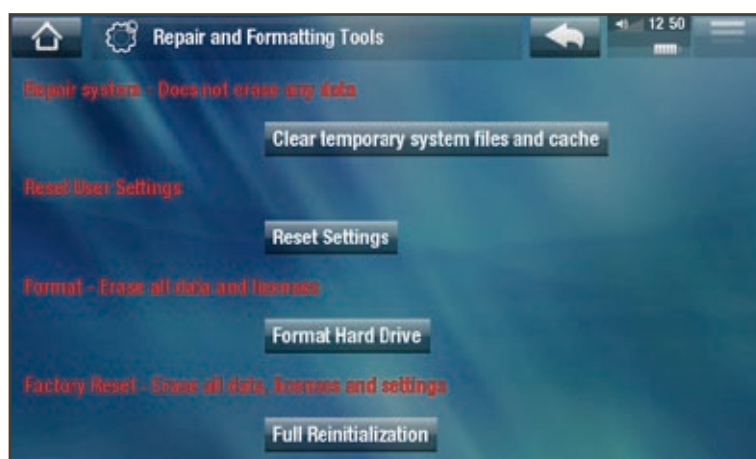 Repair and Formatting Tools
12 50
Repair system - Does not erase any data
Clear temporary system files and cache
Reset User Settings
Reset Settings
Format - Erase all data and licenses
Format Hard Drive
Factory Reset - Erase all data, licenses and settings
Full Reinitialization